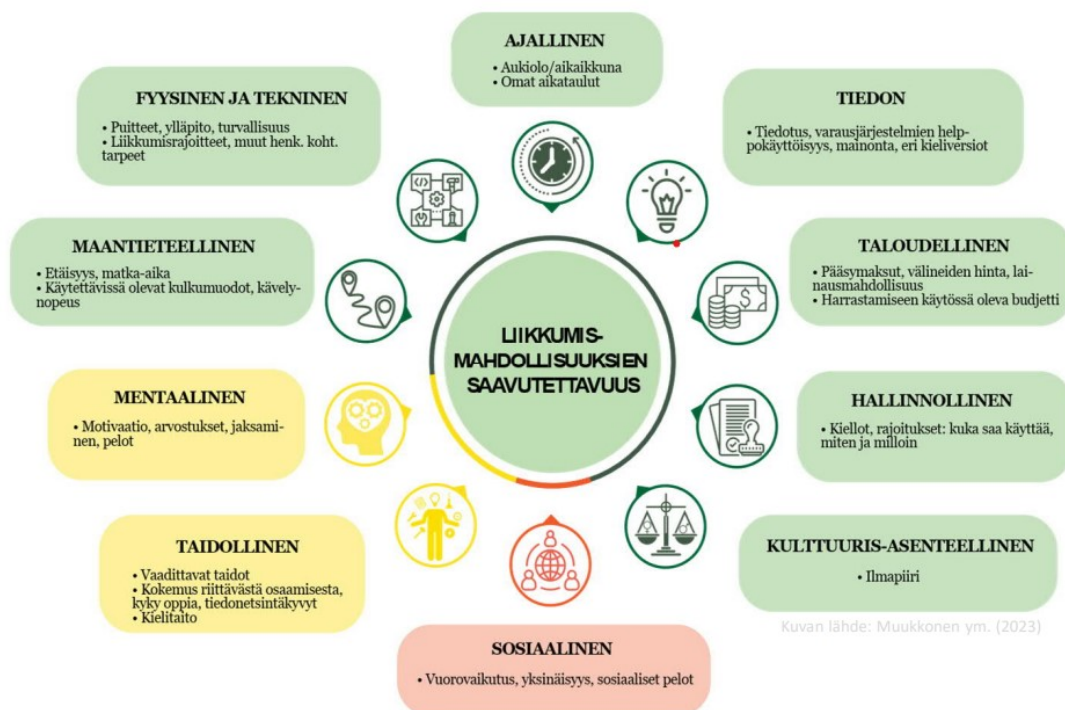 AJALLINEN
• Aukiolo/aikaikkuna
• Omat aikataulut
FYYSINEN JA TEKNINEN
• Puitteet, ylläpito, turvallisuus
• Liikkumisrajoitteet, muut henk. koht.
tarpeet
TIEDON
• Tiedotus, varausjärjestelmien help-
pokäyttöisyys, mainonta, eri kieliversiot
MAANTIETEELLINEN
• Etäisyys, matka-aika
• Käytettävissä olevat kulkumuodot, kävely-
nopeus
TALOUDELLINEN
• Pääsymaksut, välineiden hinta, lai-
nausmahdollisuus
• Harrastamiseen käytössä oleva budjetti
LIIKKUMIS-
MAHDOLLISUUKSIEN
SAAVUTETTAVUUS
MENTAALINEN
• Motivaatio, arvostukset, jaksami-
nen, pelot
HALLINNOLLINEN
• Kiellot, rajoitukset: kuka saa käyttää,
miten ja milloin
TAIDOLLINEN
• Vaadittavat taidot
• Kokemus riittävästä osaamisesta,
kyky oppia, tiedonetsintäkyvyt
• Kielitaito
KULTTUURIS-ASENTEELLINEN
• Ilmapiiri
Kuvan lähde: Muukkonen ym. (2023)
SOSIAALINEN
• Vuorovaikutus, yksinäisyys, sosiaaliset pelot